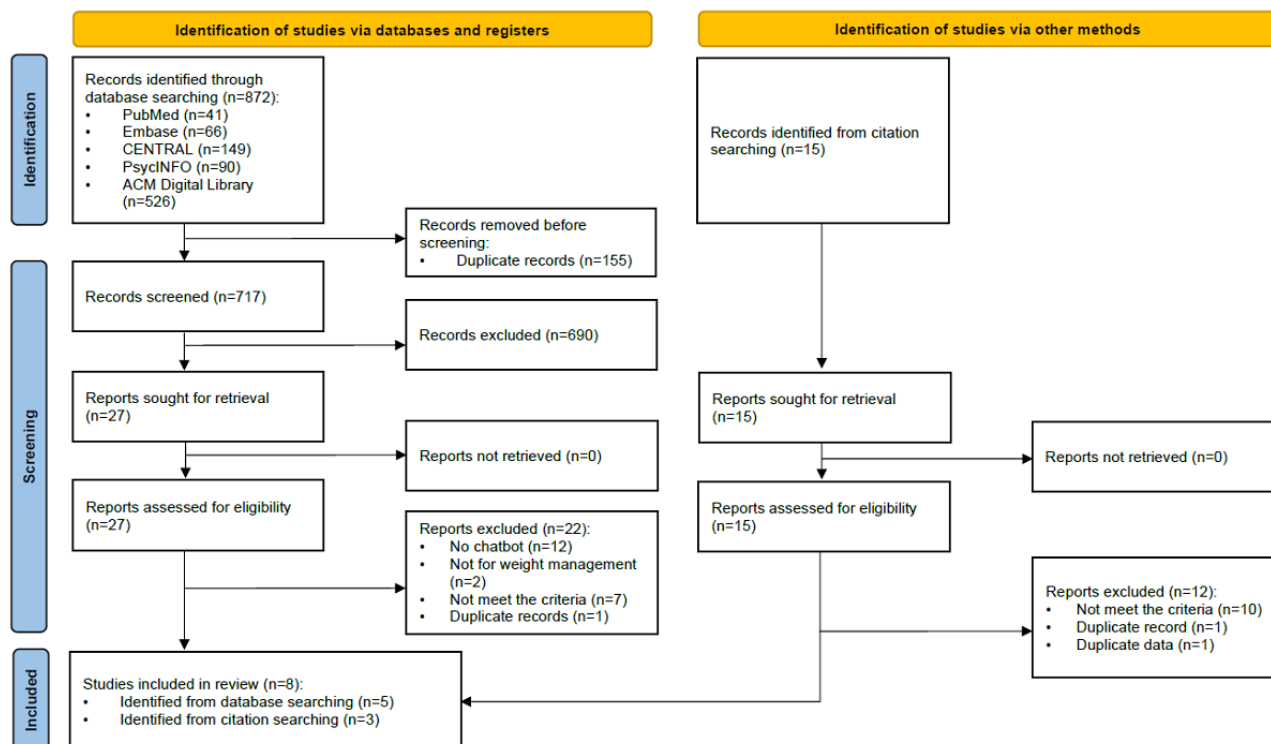 Identification of studies via databases and registers
Identification of studies via other methods
Identification
Records identified through
database searching (n=872):
• PubMed (n=41)
• Embase (n=66)
• CENTRAL (n=149)
• PsycINFO (n=90)
• ACM Digital Library
(n=526)
Records identified from citation
searching (n=15)
Records removed before
screening:
• Duplicate records (n=155)
Screening
Records screened (n=717)
Records excluded (n=690)
Reports sought for retrieval
(n=27)
Reports sought for retrieval
(n=15)
Reports not retrieved (n=0)
Reports not retrieved (n=0)
Reports assessed for eligibility
(n=27)
Reports assessed for eligibility
(n=15)
Reports excluded (n=22):
• No chatbot (n=12)
• Not for weight management
(n=2)
• Not meet the criteria (n=7)
• Duplicate records (n=1)
Reports excluded (n=12):
• Not meet the criteria (n=10)
• Duplicate record (n=1)
• Duplicate data (n=1)
Included
Studies included in review (n=8):
• Identified from database searching (n=5)
• Identified from citation searching (n=3)